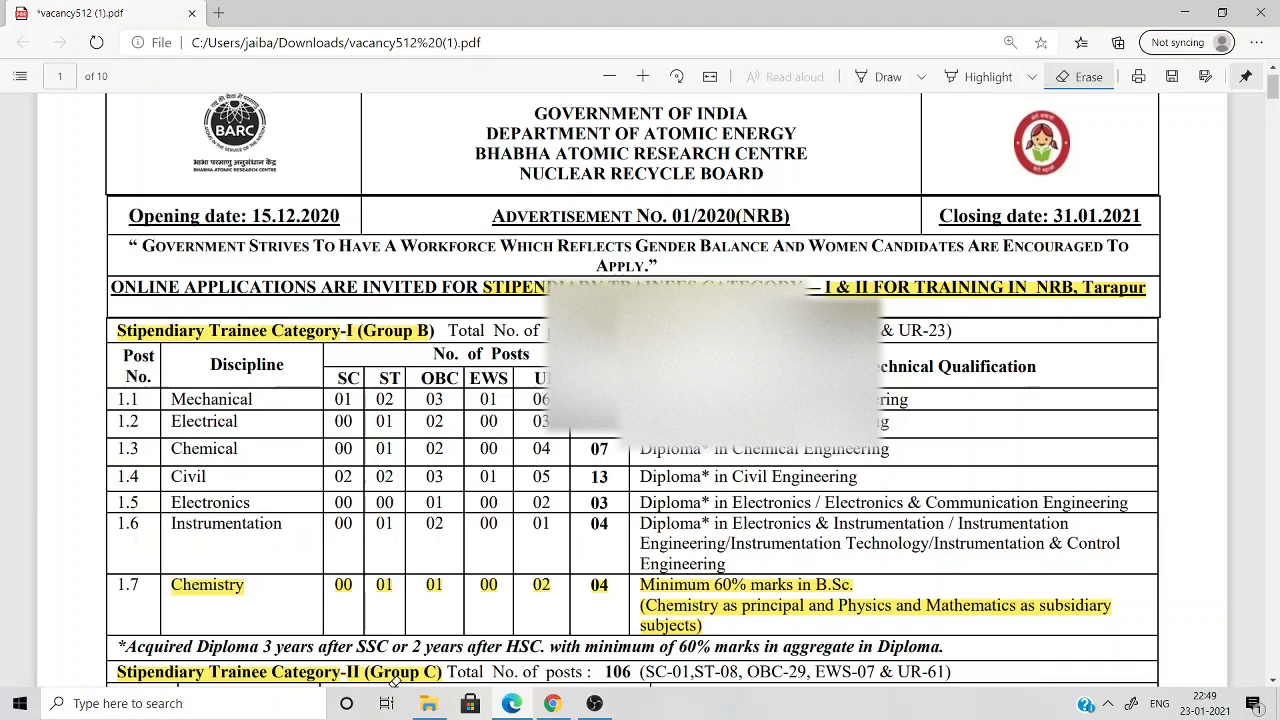 *vacancy512 (1).pdf
File C:/Users/jaiba/Downloads/vacancy512%20(1).pdf
Not syncing
1 of 10
Read aloud Draw Highlight Erase
BARC
भाभा परमाणु अनुसंधान केंद्र
BHABHA ATOMIC RESEARCH CENTRE
GOVERNMENT OF INDIA
DEPARTMENT OF ATOMIC ENERGY
BHABHA ATOMIC RESEARCH CENTRE
NUCLEAR RECYCLE BOARD
Opening date: 15.12.2020 ADVERTISEMENT NO. 01/2020(NRB) Closing date: 31.01.2021
“ GOVERNMENT STRIVES TO HAVE A WORKFORCE WHICH REFLECTS GENDER BALANCE AND WOMEN CANDIDATES ARE ENCOURAGED TO
APPLY.”
ONLINE APPLICATIONS ARE INVITED FOR – I & II FOR TRAINING IN NRB, Tarapur
Stipendiary Trainee Category-I (Group B) Total No. of & UR-23)
Post No. Discipline No. of Posts Qualification
SC ST OBC EWS
1.1 Mechanical 01 02 03 01 06
1.2 Electrical 00 01 02 00 03
1.3 Chemical 00 01 02 00 04 07 Diploma* in Chemical Engineering
1.4 Civil 02 02 03 01 05 13 Diploma* in Civil Engineering
1.5 Electronics 00 00 01 00 02 03 Diploma* in Electronics / Electronics & Communication Engineering
1.6 Instrumentation 00 01 02 00 01 04 Diploma* in Electronics & Instrumentation / Instrumentation
Engineering/Instrumentation Technology/Instrumentation & Control
Engineering
1.7 Chemistry 00 01 01 00 02 04 Minimum 60% marks in B.Sc.
(Chemistry as principal and Physics and Mathematics as subsidiary
subjects)
*Acquired Diploma 3 years after SSC or 2 years after HSC. with minimum of 60% marks in aggregate in Diploma.
Stipendiary Trainee Category-II (Group C) Total No. of posts : 106 (SC-01,ST-08, OBC-29, EWS-07 & UR-61)
Type here to search
ENG
22:49
23-01-2021